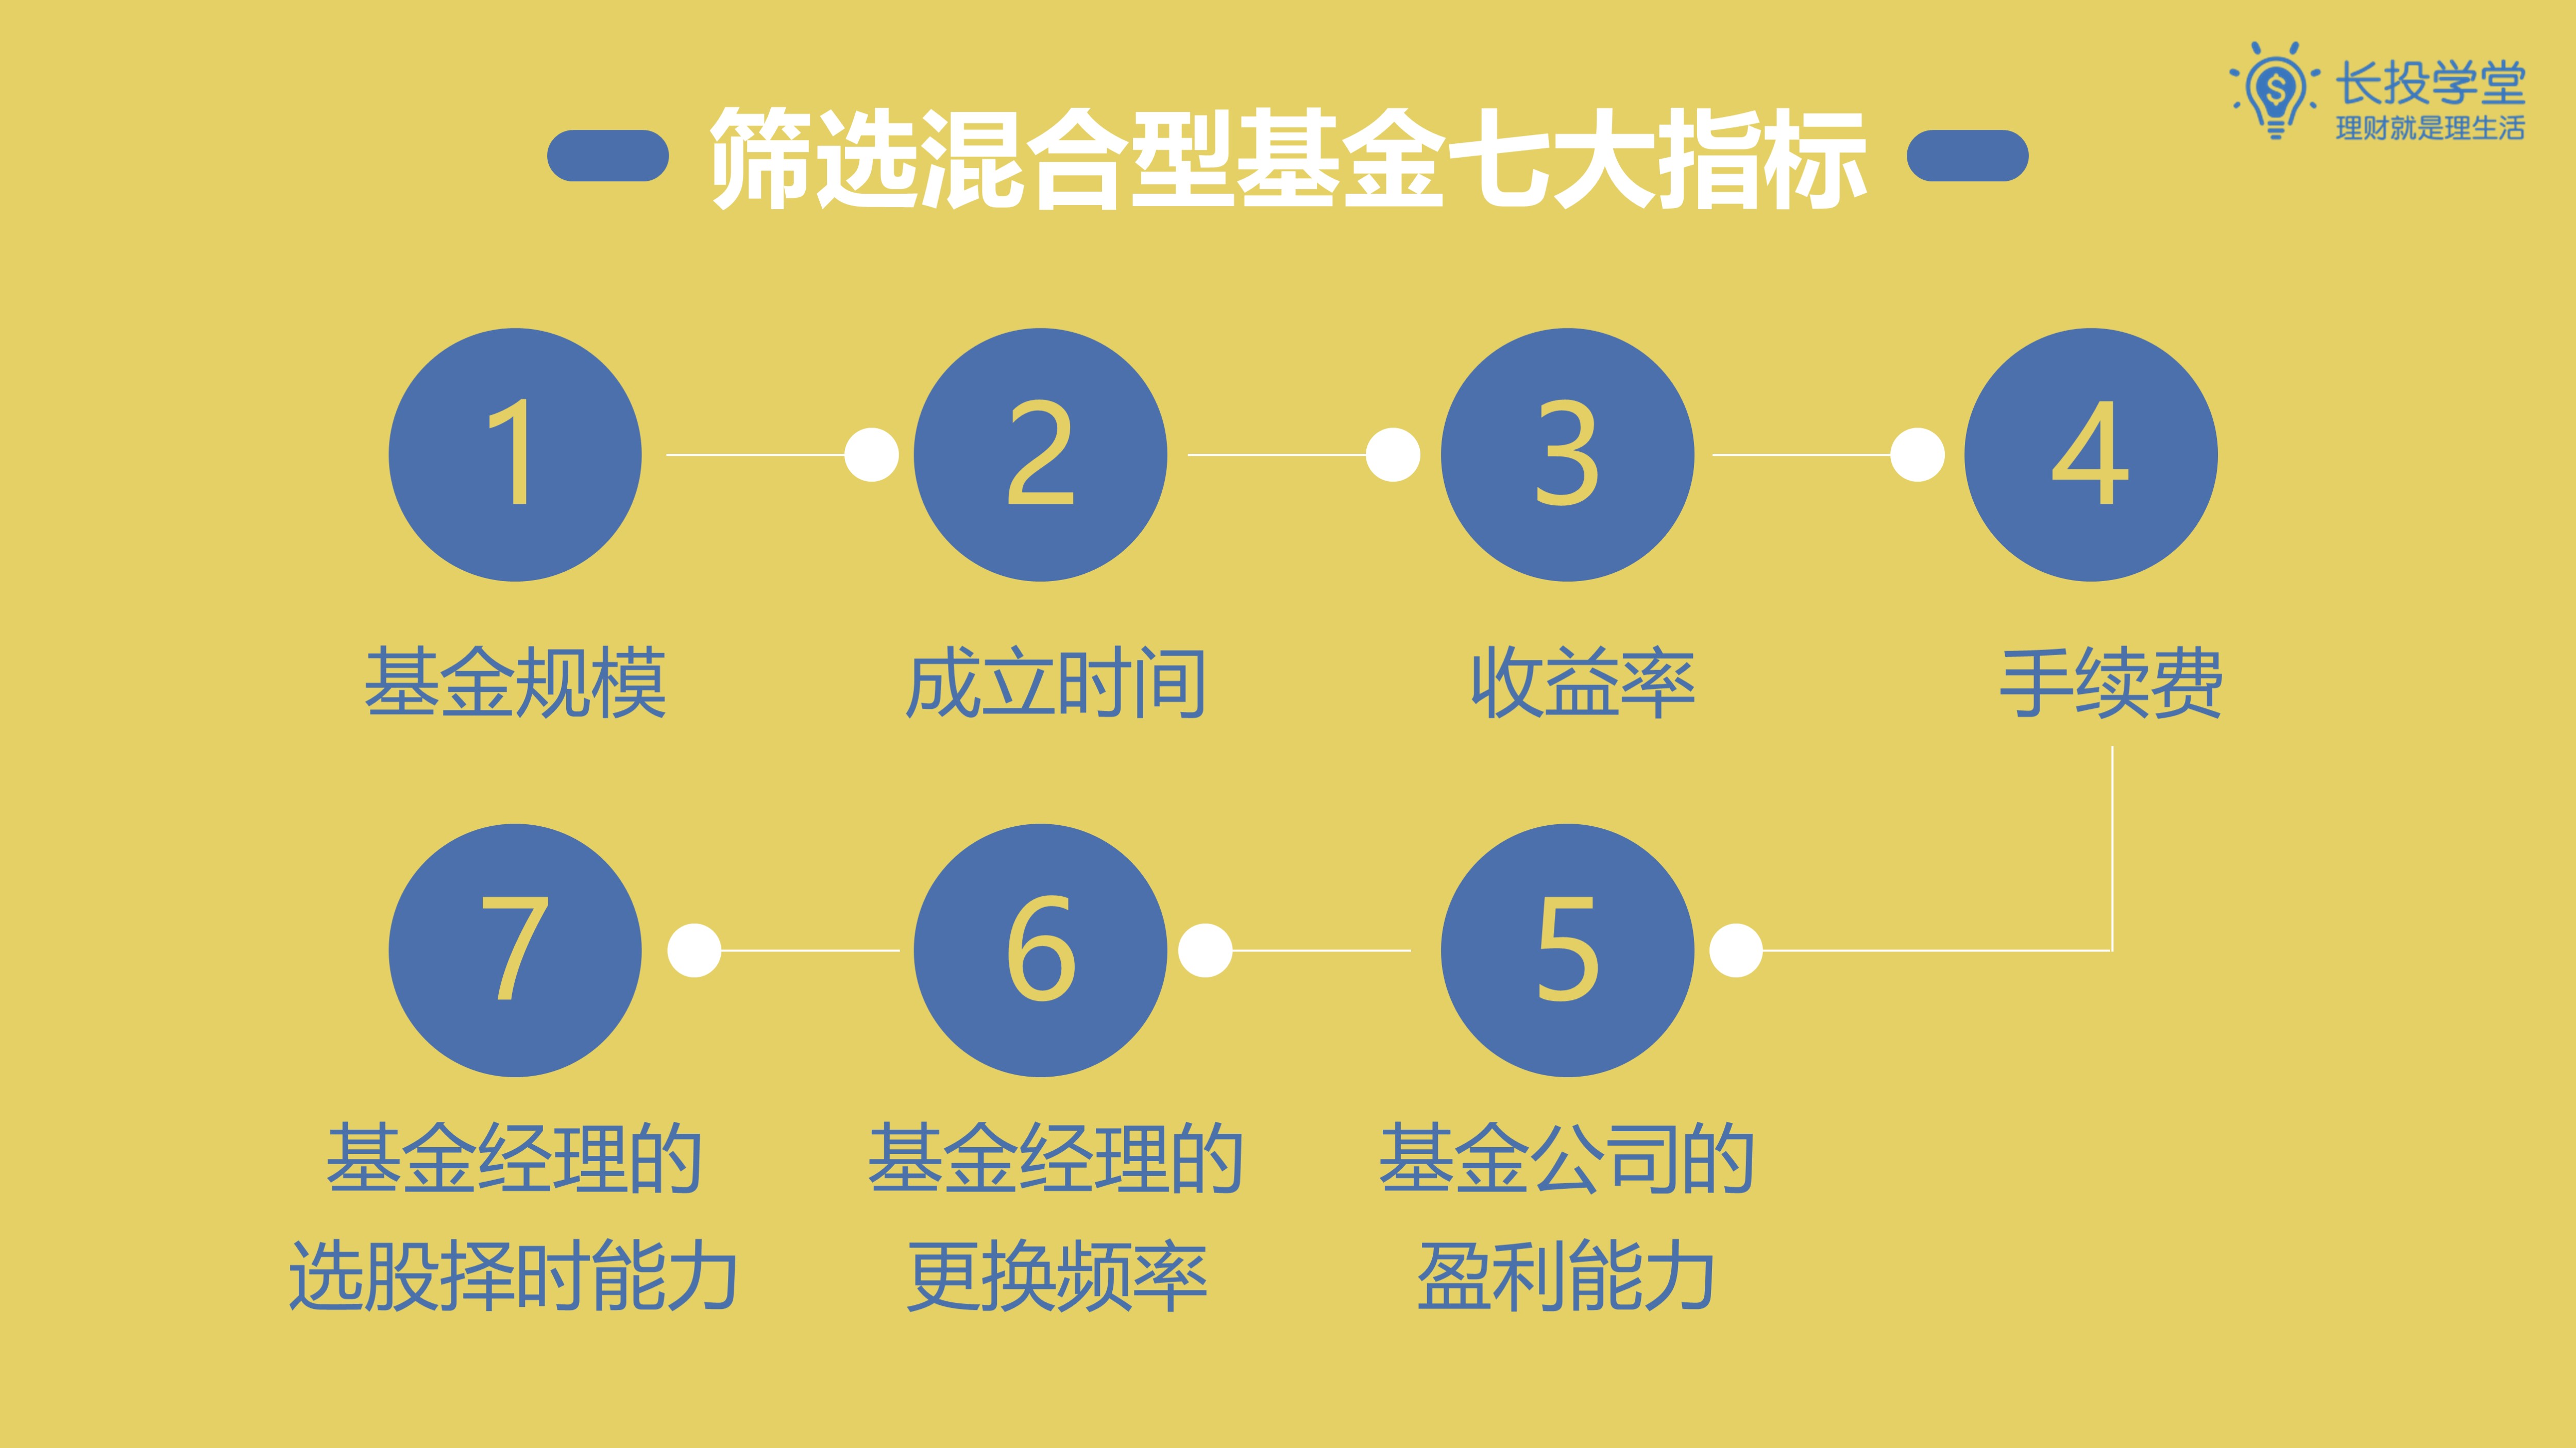 筛选混合型基金七大指标
长投学堂
理财就是理生活
1
2
3
4
基金规模
成立时间
收益率
手续费
7
6
5
基金经理的
选股择时能力
基金经理的
更换频率
基金公司的
盈利能力